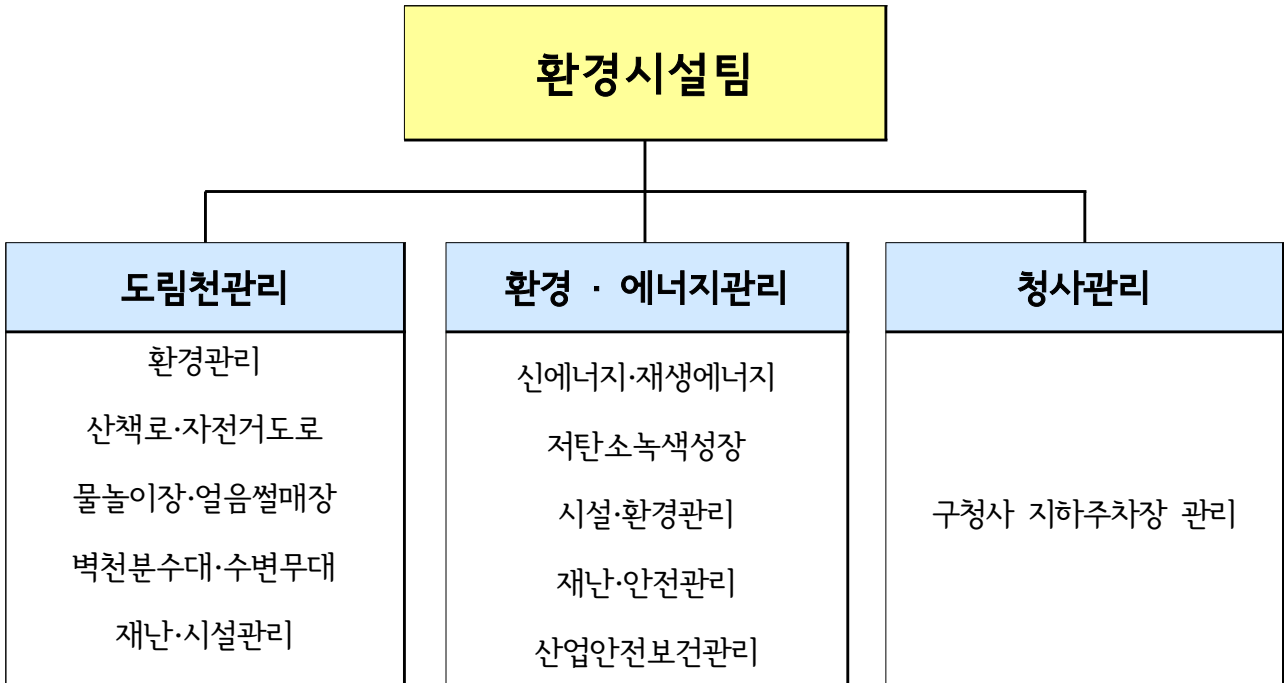 환경시설팀
도림천관리
환경관리
산책로·자전거도로
물놀이장·얼음썰매장
벽천분수대·수변무대
재난·시설관리
환경 · 에너지관리
신에너지·재생에너지
저탄소녹색성장
시설·환경관리
재난·안전관리
산업안전보건관리
청사관리
구청사 지하주차장 관리